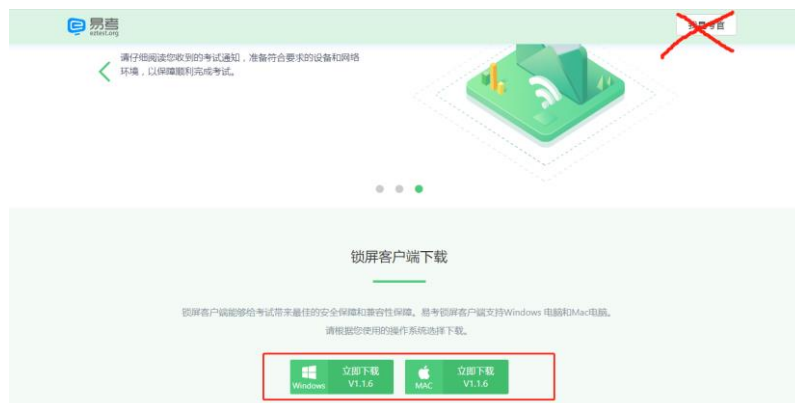 易考
eztest.org
我是考官
请仔细阅读您收到的考试通知，准备符合要求的设备和网络
环境，以保障顺利完成考试。
锁屏客户端下载
锁屏客户端能够给考试带来最佳的安全保障和兼容性保障。易考锁屏客户端支持Windows 电脑和Mac电脑。
请根据您使用的操作系统选择下载。
Windows
立即下载
V1.1.6
MAC
立即下载
V1.1.6